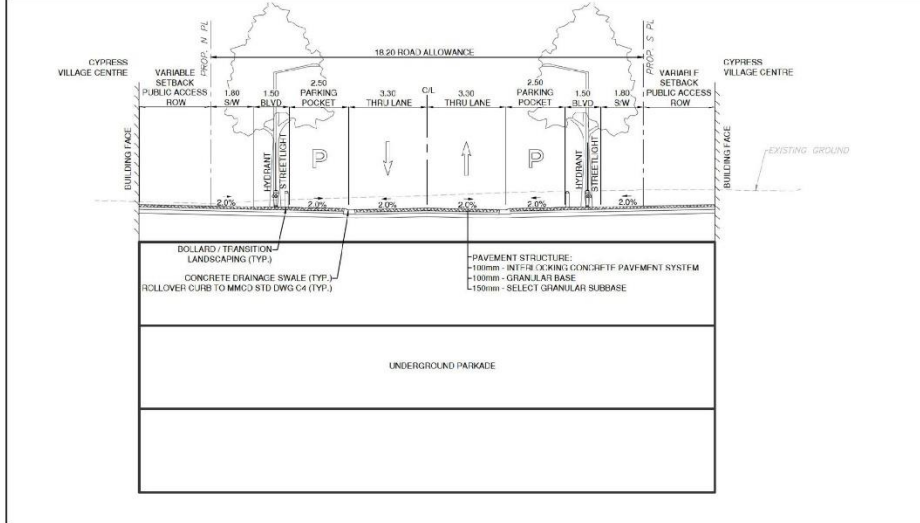 PROP. N PL
PROP. S PL
18.20 ROAD ALLOWANCE
CYPRESS
VILLAGE CENTRE
VARIABLE
SETBACK
PUBLIC ACCESS
ROW
1.80
S/W
1.50
BLVD
2.50
PARKING
POCKET
3.30
THRU LANE
C/L
3.30
THRU LANE
2.50
PARKING
POCKET
1.50
BLVD
1.80
S/W
VARIABLE
SETBACK
PUBLIC ACCESS
ROW
CYPRESS
VILLAGE CENTRE
BUILDING FACE
HYDRANT
STREETLIGHT
P
P
HYDRANT
STREETLIGHT
BUILDING FACE
EXISTING GROUND
2.0%
2.0%
2.0%
2.0%
2.0%
2.0%
BOLLARD / TRANSITION
LANDSCAPING (TYP.)
CONCRETE DRAINAGE SWALE (TYP.)
ROLLOVER CURB TO MMCD STD DWG C4 (TYP.)
PAVEMENT STRUCTURE:
100mm - INTERLOCKING CONCRETE PAVEMENT SYSTEM
100mm - GRANULAR BASE
150mm - SELECT GRANULAR SUBBASE
UNDERGROUND PARKADE